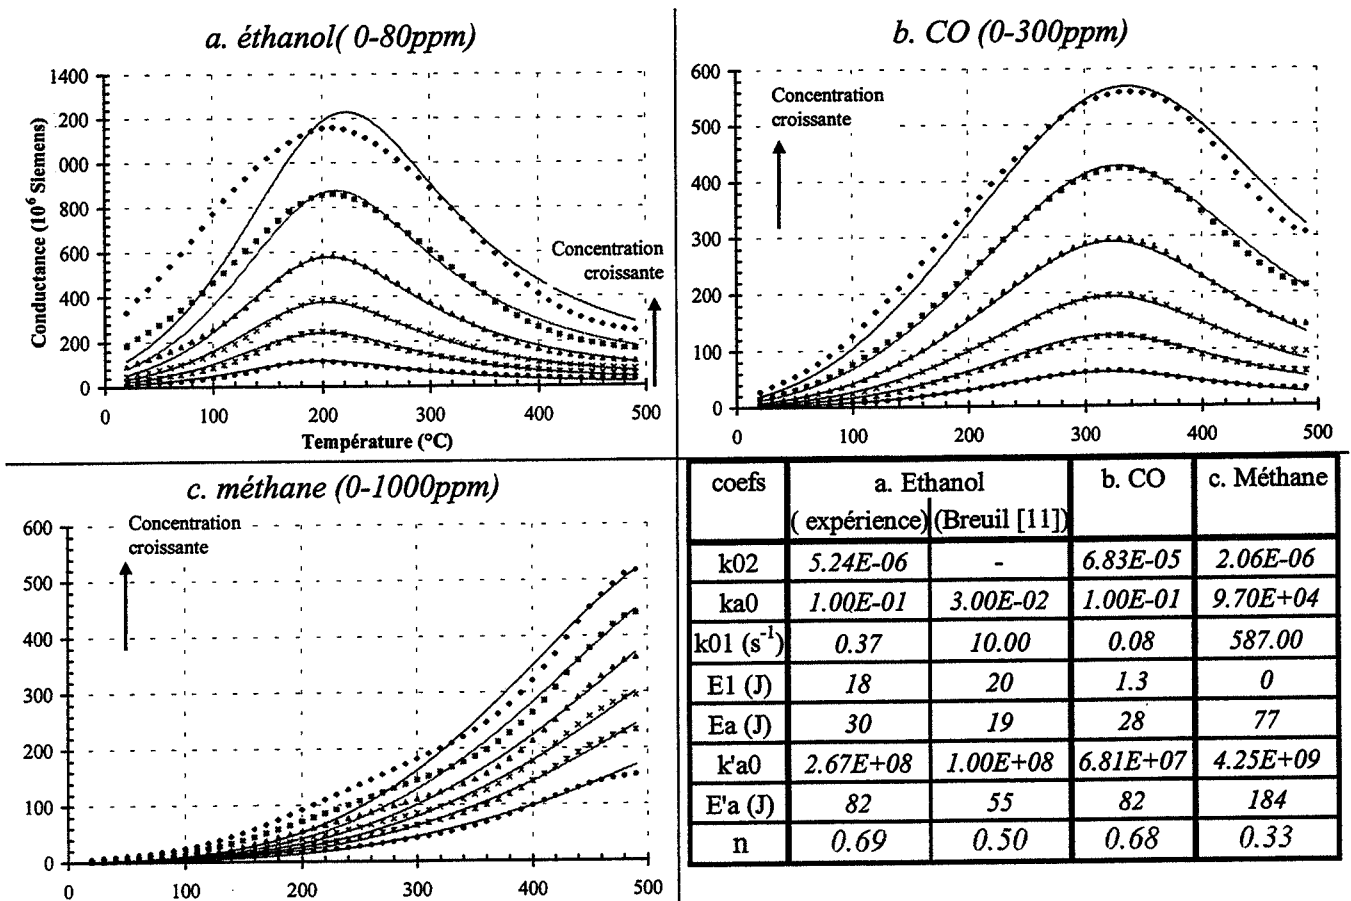 a. éthanol( 0-80ppm)
1400
200
000
800
600
400
200
0
Conductance (10⁶ Siemens)
Concentration
croissante
0 100 200 300 400 500
Température (°C)
b. CO (0-300ppm)
600
500
400
300
200
100
0
Concentration
croissante
0 100 200 300 400 500
c. méthane (0-1000ppm)
600
500
400
300
200
100
0
Concentration
croissante
0 100 200 300 400 500
coefs a. Ethanol b. CO c. Méthane
( expérience) (Breuil [11])
k02 5.24E-06 - 6.83E-05 2.06E-06
ka0 1.00E-01 3.00E-02 1.00E-01 9.70E+04
k01 (s⁻¹) 0.37 10.00 0.08 587.00
E1 (J) 18 20 1.3 0
Ea (J) 30 19 28 77
k'a0 2.67E+08 1.00E+08 6.81E+07 4.25E+09
E'a (J) 82 55 82 184
n 0.69 0.50 0.68 0.33